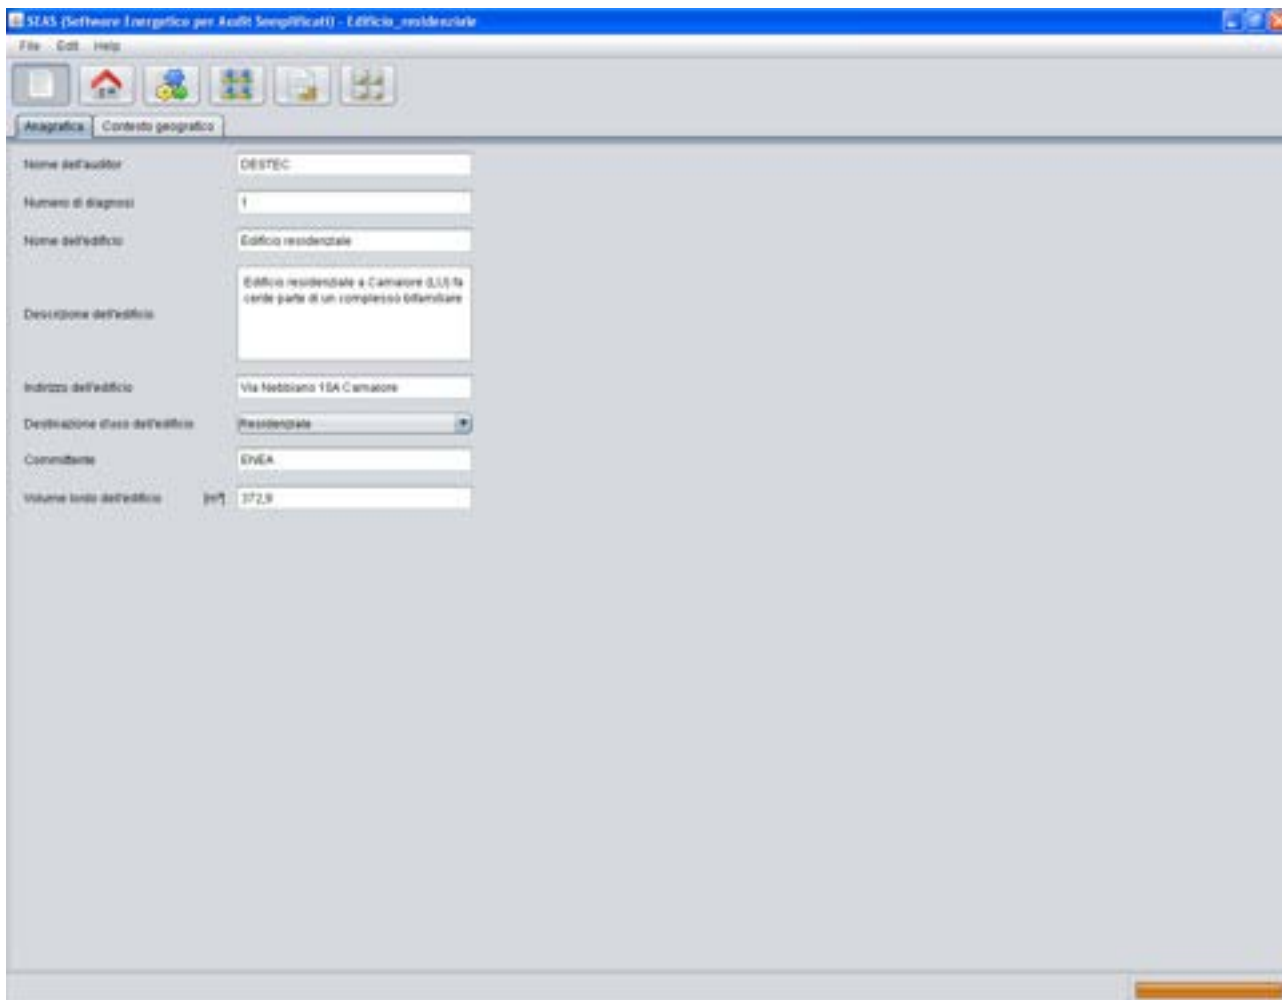 SEAS (Software Energetico per Audit Semplificati) - Edificio_residenziale
File Edit Help
Anagrafica Contesto geografico
Nome dell'auditor DESTEC
Numero di diagnosi 1
Nome dell'edificio Edificio residenziale
Descrizione dell'edificio
Edificio residenziale a Camaiore (LU) fa
cente parte di un complesso bifamiliare
Indirizzo dell'edificio Via Nebbiano 10A Camaiore
Destinazione d'uso dell'edificio Residenziale
Committente ENEA
Volume lordo dell'edificio [m³] 372,9